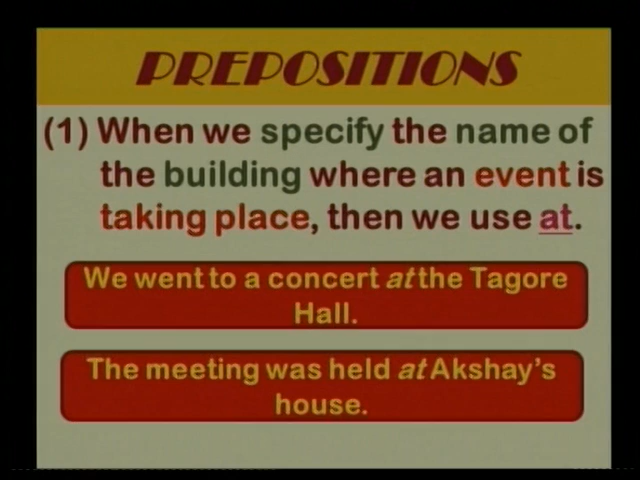 PREPOSITIONS
(1) When we specify the name of
the building where an event is
taking place, then we use at.
We went to a concert at the Tagore
Hall.
The meeting was held at Akshay's
house.